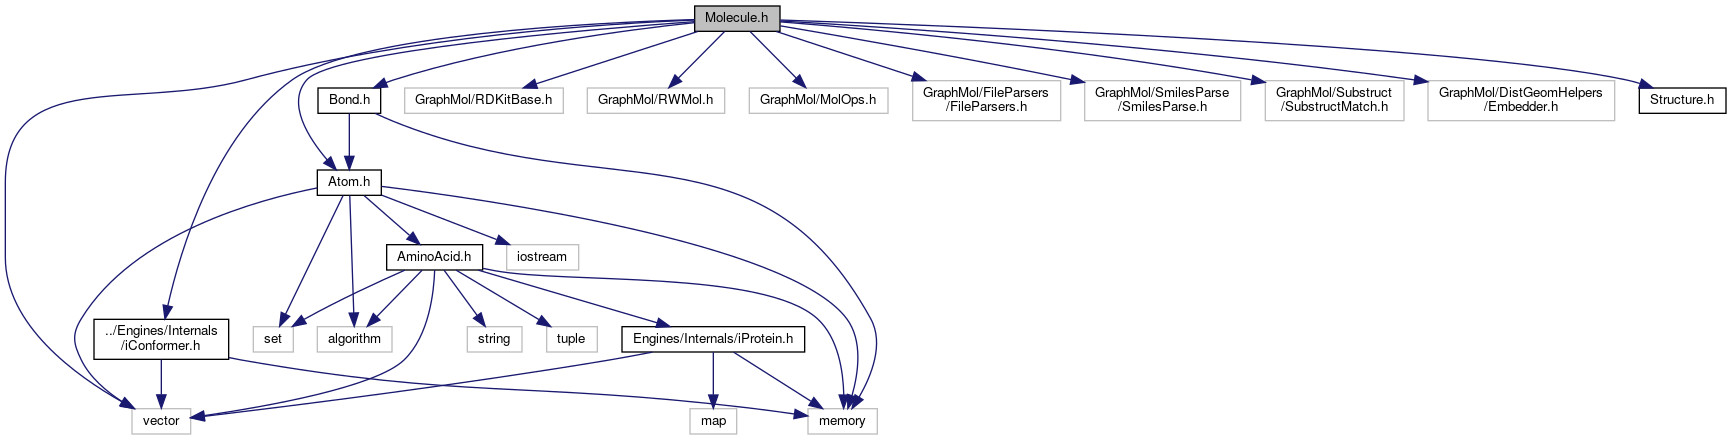 Molecule.h
Bond.h
GraphMol/RDKitBase.h
GraphMol/RWMol.h
GraphMol/MolOps.h
GraphMol/FileParsers
/FileParsers.h
GraphMol/SmilesParse
/SmilesParse.h
GraphMol/Substruct
/SubstructMatch.h
GraphMol/DistGeomHelpers
/Embedder.h
Structure.h
Atom.h
AminoAcid.h
iostream
../Engines/Internals
/iConformer.h
set
algorithm
string
tuple
Engines/Internals/iProtein.h
vector
map
memory